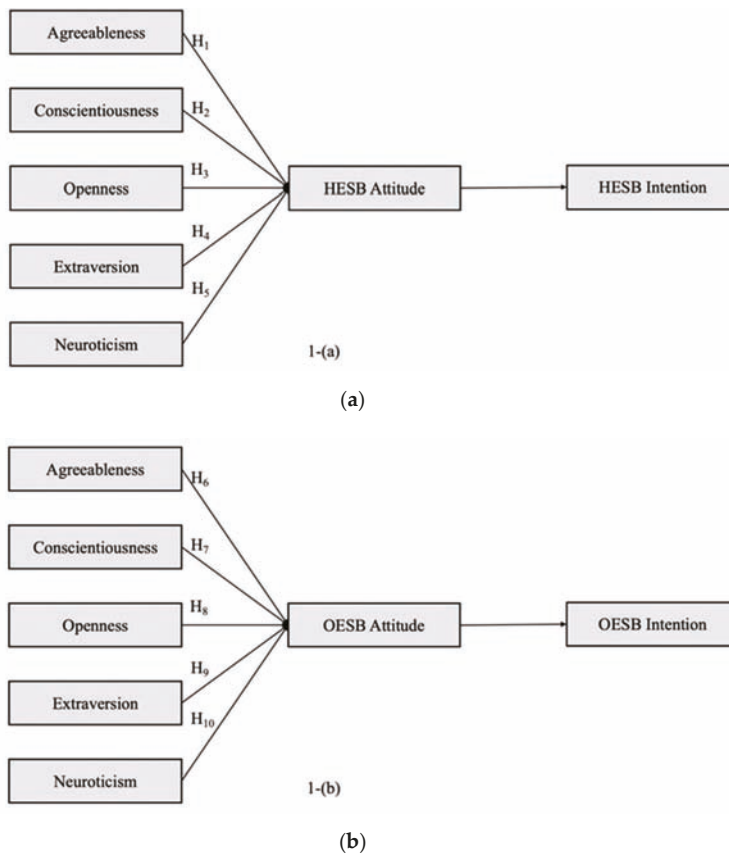 Agreeableness
H₁
Conscientiousness
H₂
Openness
H₃
HESB Attitude
HESB Intention
H₄
Extraversion
H₅
Neuroticism
1-(a)
(a)
Agreeableness
H₆
Conscientiousness
H₇
Openness
H₈
OESB Attitude
OESB Intention
H₉
Extraversion
H₁₀
Neuroticism
1-(b)
(b)